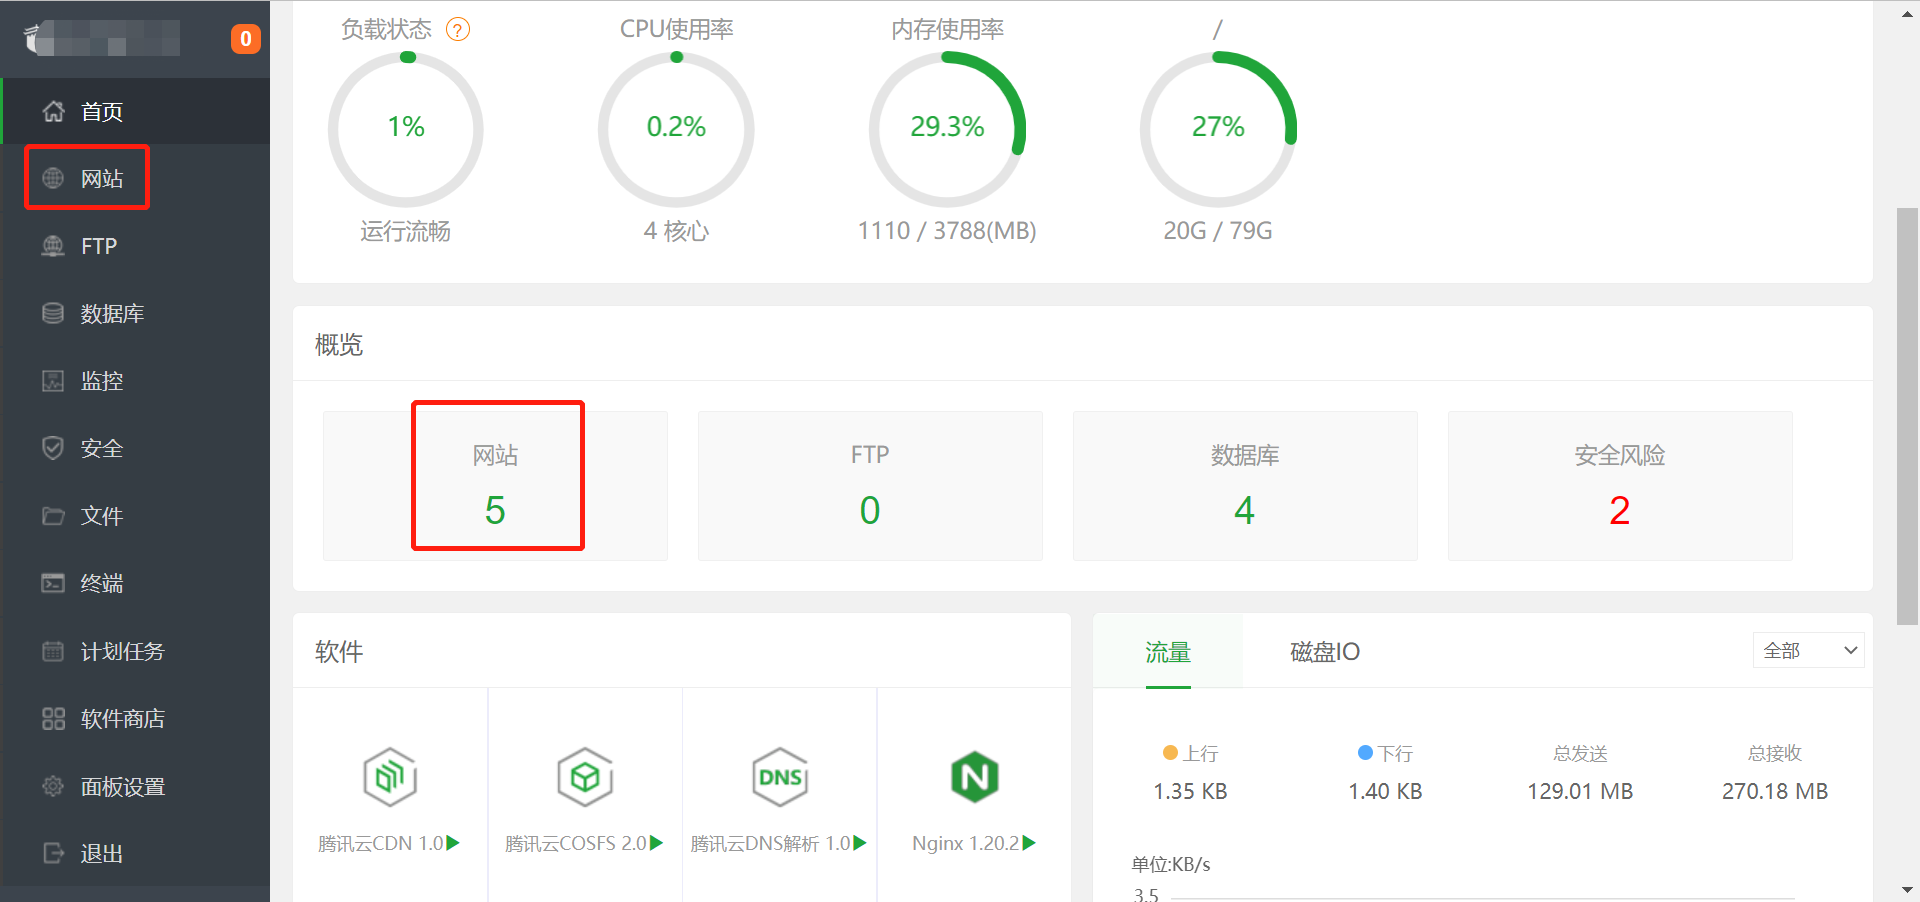 0
首页
网站
FTP
数据库
监控
安全
文件
终端
计划任务
软件商店
面板设置
退出
负载状态 ?
CPU使用率
内存使用率
/
1%
0.2%
29.3%
27%
运行流畅
4 核心
1110 / 3788(MB)
20G / 79G
概览
网站
FTP
数据库
安全风险
5
0
4
2
软件
DNS
N
腾讯云CDN 1.0
腾讯云COSFS 2.0
腾讯云DNS解析 1.0
Nginx 1.20.2
流量
磁盘IO
全部
上行
下行
总发送
总接收
1.35 KB
1.40 KB
129.01 MB
270.18 MB
单位:KB/s
3.5